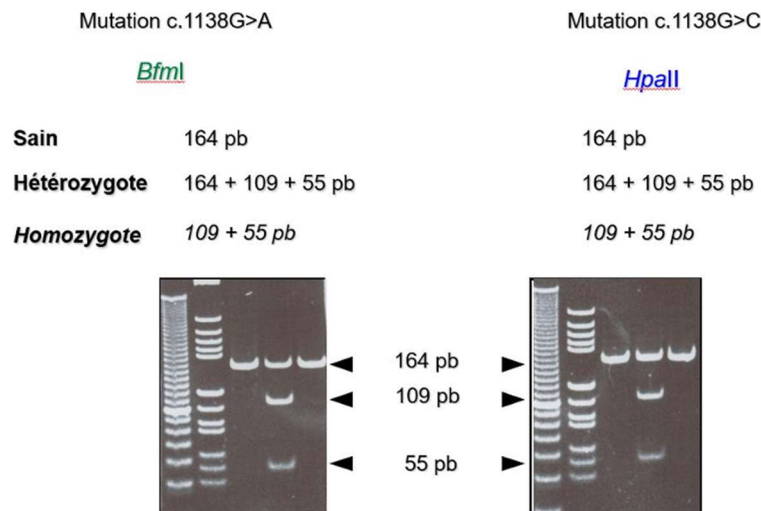 Mutation c.1138G>A
Mutation c.1138G>C
BfmI
HpaII
Sain 164 pb 164 pb
Hétérozygote 164 + 109 + 55 pb 164 + 109 + 55 pb
Homozygote 109 + 55 pb 109 + 55 pb
164 pb
109 pb
55 pb